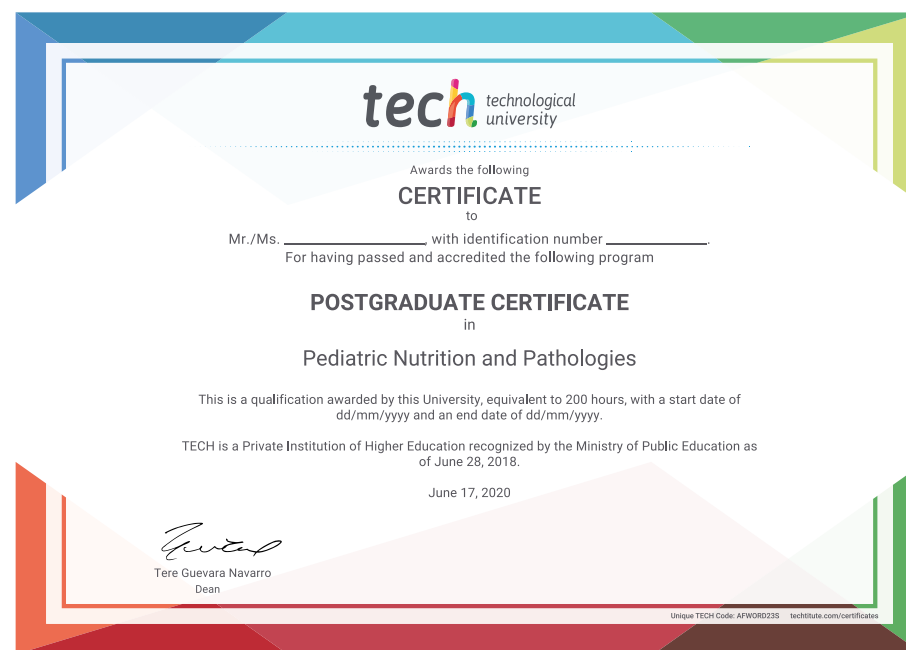 tech technological
university
Awards the following
CERTIFICATE
to
Mr./Ms. ____________________, with identification number ______________.
For having passed and accredited the following program
POSTGRADUATE CERTIFICATE
in
Pediatric Nutrition and Pathologies
This is a qualification awarded by this University, equivalent to 200 hours, with a start date of
dd/mm/yyyy and an end date of dd/mm/yyyy.
TECH is a Private Institution of Higher Education recognized by the Ministry of Public Education as
of June 28, 2018.
June 17, 2020
Tere Guevara Navarro
Dean
Unique TECH Code: AFWORD23S techtitute.com/certificates